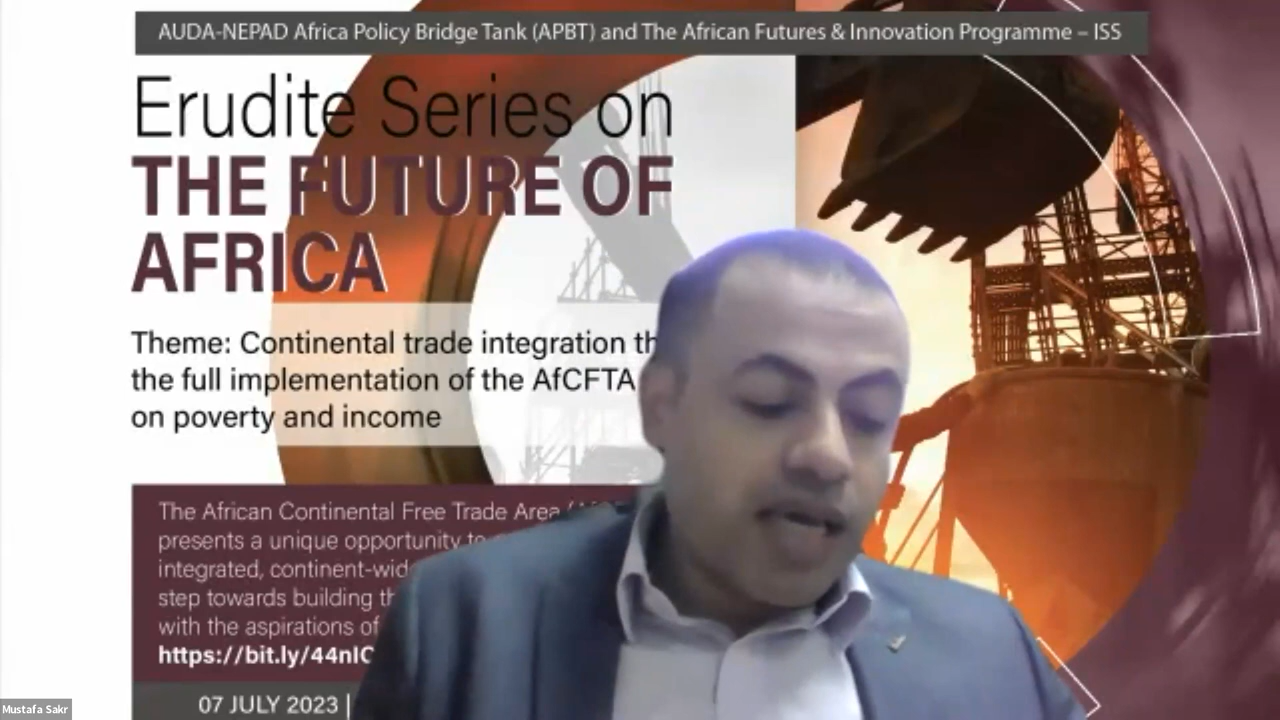 AUDA-NEPAD Africa Policy Bridge Tank (APBT) and The African Futures & Innovation Programme – ISS
Erudite Series on
THE FUTURE OF
AFRICA
Theme: Continental trade integration
the full implementation of the AfCFTA
on poverty and income
The African Continental Free Trade Area
presents a unique opportunity
integrated,
step towards building
with the aspirations of
07 JULY 2023 |
Mustafa Sakr